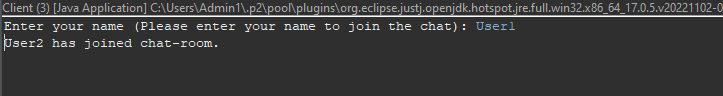 Client (3) [Java Application] C:\Users\Admin1\.p2\pool\plugins\org.eclipse.justj.openjdk.hotspot.jre.full.win32.x86_64_17.0.5.v20221102-0
Enter your name (Please enter your name to join the chat): User1
User2 has joined chat-room.